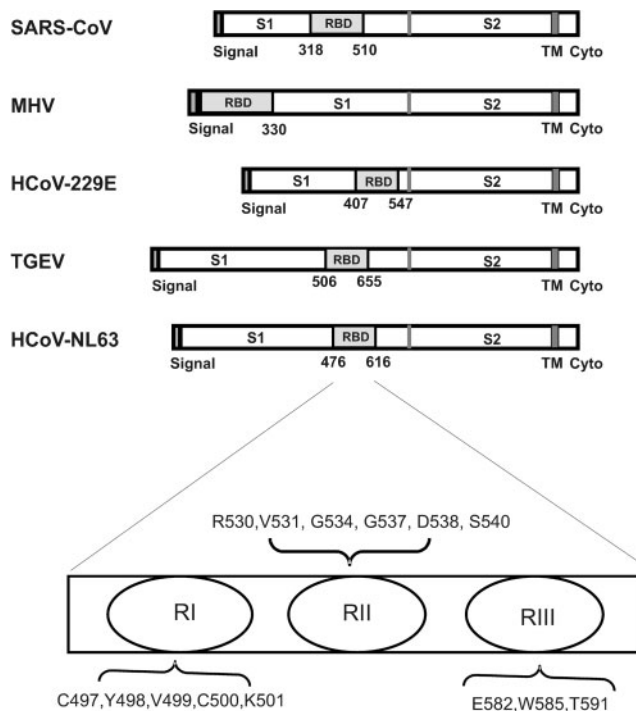 SARS-CoV
S1 RBD S2
Signal 318 510 TM Cyto
MHV
RBD S1 S2
Signal 330 TM Cyto
HCoV-229E
S1 RBD S2
Signal 407 547 TM Cyto
TGEV
S1 RBD S2
Signal 506 655 TM Cyto
HCoV-NL63
S1 RBD S2
Signal 476 616 TM Cyto
R530,V531, G534, G537, D538, S540
RI RII RIII
C497,Y498,V499,C500,K501
E582,W585,T591